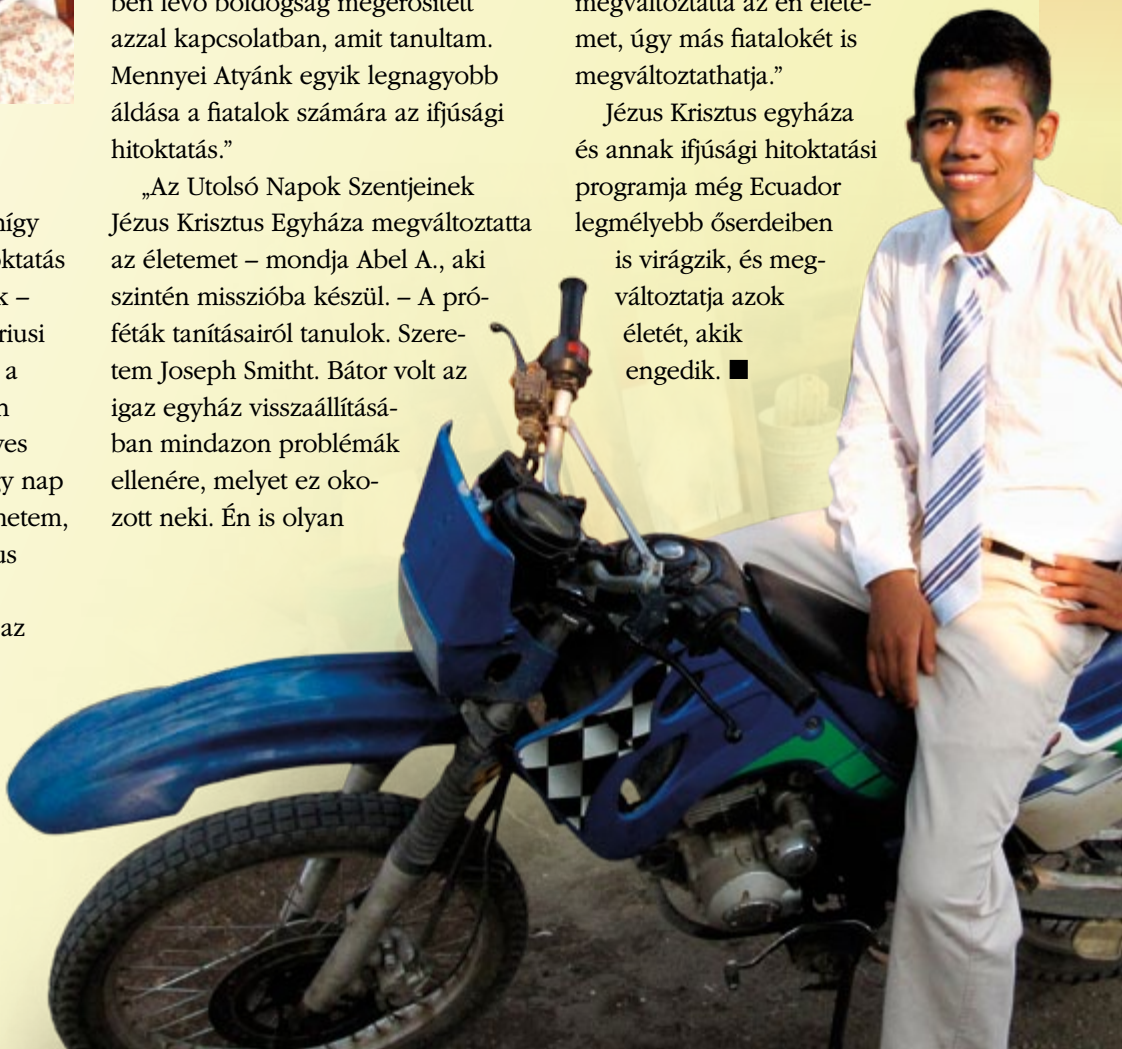 hígy
oktatás
k –
riusi
a
n
ves
y nap
hetem,
us
az
ben lévő boldogság megerősített
azzal kapcsolatban, amit tanultam.
Mennyei Atyánk egyik legnagyobb
áldása a fiatalok számára az ifjúsági
hitoktatás.”
„Az Utolsó Napok Szentjeinek
Jézus Krisztus Egyháza megváltoztatta
az életemet – mondja Abel A., aki
szintén misszióba készül. – A pró-
féták tanításairól tanulok. Szere-
tem Joseph Smitht. Bátor volt az
igaz egyház visszaállításá-
ban mindazon problémák
ellenére, melyet ez oko-
zott neki. Én is olyan
megváltoztatta az én élete-
met, úgy más fiatalokét is
megváltoztathatja.”
Jézus Krisztus egyháza
és annak ifjúsági hitoktatási
programja még Ecuador
legmélyebb őserdeiben
is virágzik, és meg-
változtatja azok
életét, akik
engedik. ■